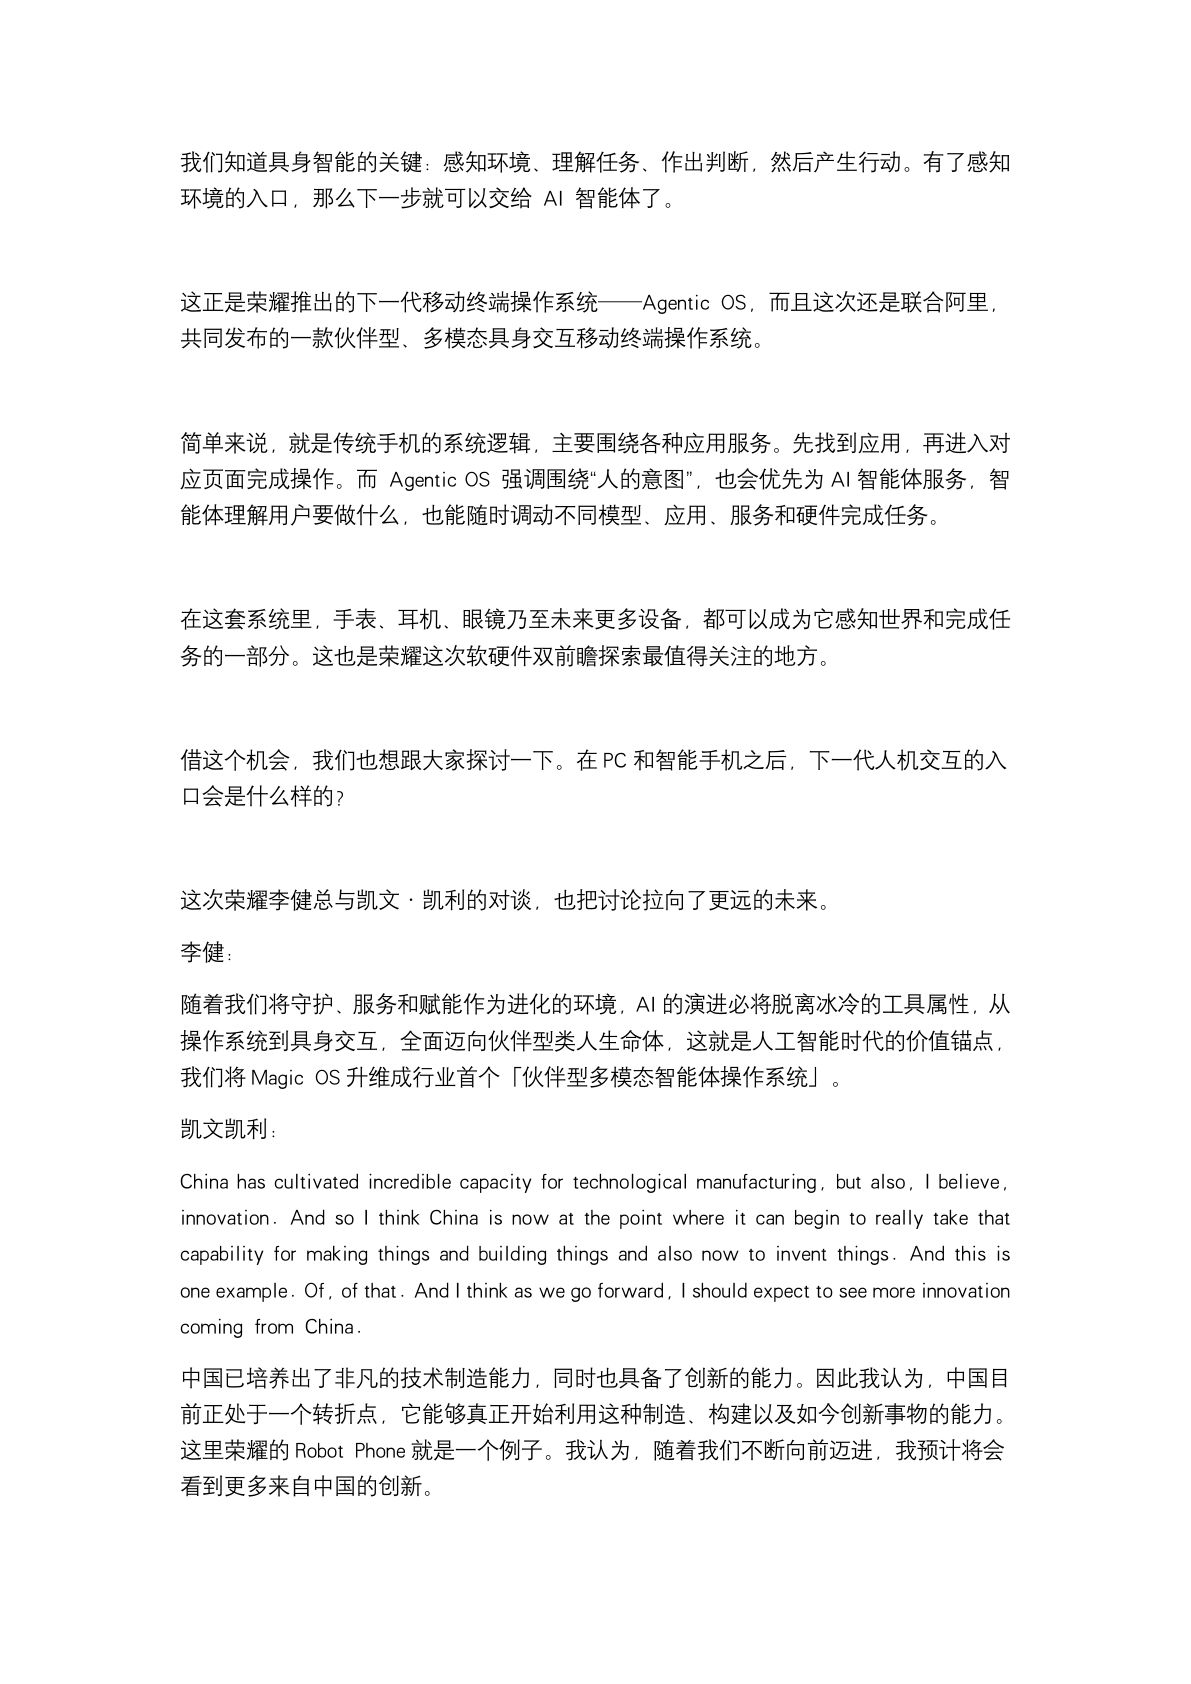 我们知道具身智能的关键：感知环境、理解任务、作出判断，然后产生行动。有了感知
环境的入口，那么下一步就可以交给 AI 智能体了。
这正是荣耀推出的下一代移动终端操作系统——Agentic OS，而且这次还是联合阿里，
共同发布的一款伙伴型、多模态具身交互移动终端操作系统。
简单来说，就是传统手机的系统逻辑，主要围绕各种应用服务。先找到应用，再进入对
应页面完成操作。而 Agentic OS 强调围绕“人的意图”，也会优先为 AI 智能体服务，智
能体理解用户要做什么，也能随时调动不同模型、应用、服务和硬件完成任务。
在这套系统里，手表、耳机、眼镜乃至未来更多设备，都可以成为它感知世界和完成任
务的一部分。这也是荣耀这次软硬件双前瞻探索最值得关注的地方。
借这个机会，我们也想跟大家探讨一下。在 PC 和智能手机之后，下一代人机交互的入
口会是什么样的？
这次荣耀李健总与凯文·凯利的对谈，也把讨论拉向了更远的未来。
李健：
随着我们将守护、服务和赋能作为进化的环境，AI 的演进必将脱离冰冷的工具属性，从
操作系统到具身交互，全面迈向伙伴型类人生命体，这就是人工智能时代的价值锚点，
我们将 Magic OS 升维成行业首个「伙伴型多模态智能体操作系统」。
凯文凯利：
China has cultivated incredible capacity for technological manufacturing, but also, I believe,
innovation. And so I think China is now at the point where it can begin to really take that
capability for making things and building things and also now to invent things. And this is
one example. Of, of that. And I think as we go forward, I should expect to see more innovation
coming from China.
中国已培养出了非凡的技术制造能力，同时也具备了创新的能力。因此我认为，中国目
前正处于一个转折点，它能够真正开始利用这种制造、构建以及如今创新事物的能力。
这里荣耀的 Robot Phone 就是一个例子。我认为，随着我们不断向前迈进，我预计将会
看到更多来自中国的创新。